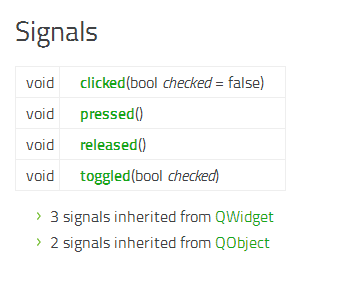 Signals
void clicked(bool checked = false)
void pressed()
void released()
void toggled(bool checked)
3 signals inherited from QWidget
2 signals inherited from QObject